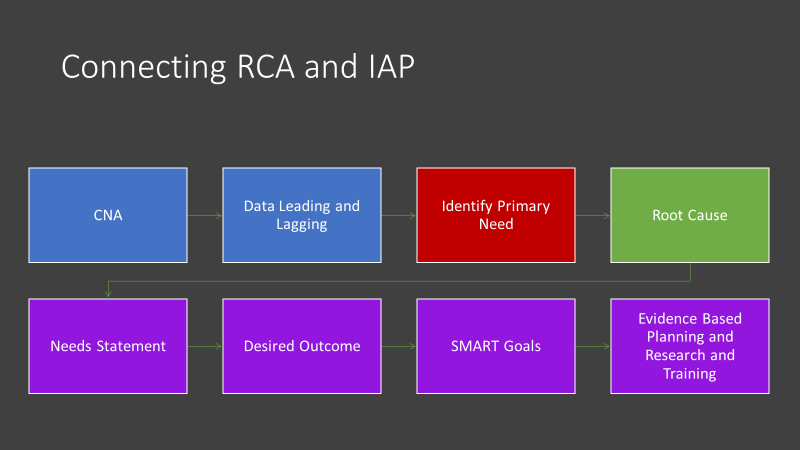 Connecting RCA and IAP
CNA
Data Leading and
Lagging
Identify Primary
Need
Root Cause
Needs Statement
Desired Outcome
SMART Goals
Evidence Based
Planning and
Research and
Training